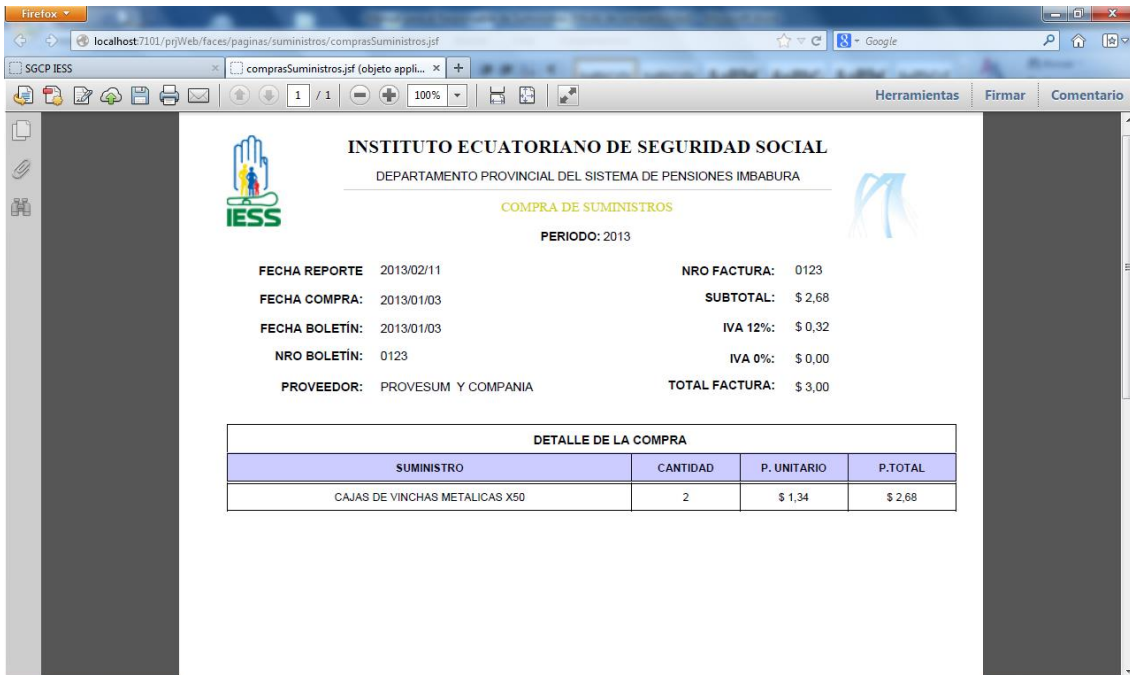 Firefox
localhost:7101/prjWeb/faces/paginas/suministros/comprasSuministros.jsf
Google
SGCP IESS
comprasSuministros.jsf (objeto appli...
1 / 1
100%
Herramientas
Firmar
Comentario
IESS
INSTITUTO ECUATORIANO DE SEGURIDAD SOCIAL
DEPARTAMENTO PROVINCIAL DEL SISTEMA DE PENSIONES IMBABURA
COMPRA DE SUMINISTROS
PERIODO: 2013
FECHA REPORTE 2013/02/11
NRO FACTURA: 0123
FECHA COMPRA: 2013/01/03
SUBTOTAL: $ 2,68
FECHA BOLETÍN: 2013/01/03
IVA 12%: $ 0,32
NRO BOLETÍN: 0123
IVA 0%: $ 0,00
PROVEEDOR: PROVESUM Y COMPANIA
TOTAL FACTURA: $ 3,00
DETALLE DE LA COMPRA
SUMINISTRO CANTIDAD P. UNITARIO P.TOTAL
CAJAS DE VINCHAS METALICAS X50 2 $ 1,34 $ 2,68